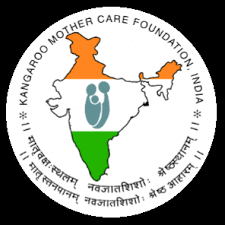 ※ KANGAROO MOTHER CARE FOUNDATION, INDIA ※
|| मातृवक्षःस्थलम् नवजातशिशोः श्रेष्ठस्थानम् ||
|| मातृस्तनपानम् नवजातशिशोः श्रेष्ठ आहारम् ||